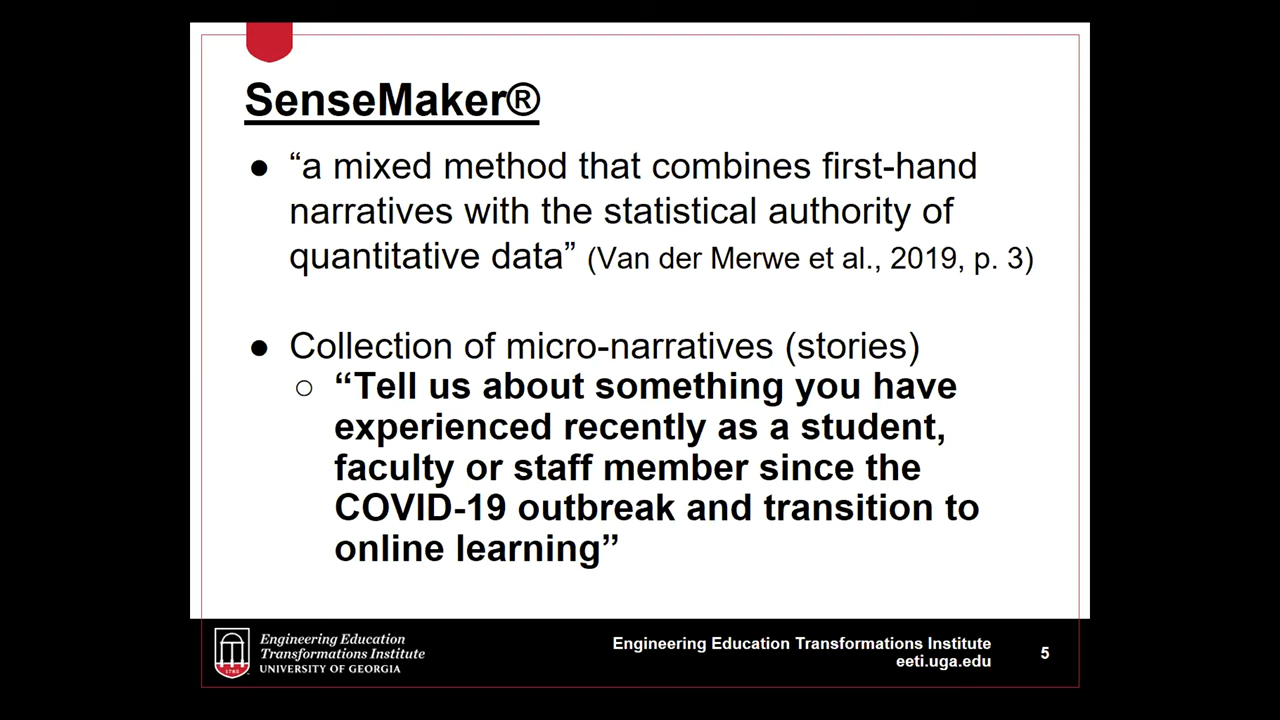 SenseMaker®
● “a mixed method that combines first-hand
narratives with the statistical authority of
quantitative data” (Van der Merwe et al., 2019, p. 3)
● Collection of micro-narratives (stories)
○ “Tell us about something you have
experienced recently as a student,
faculty or staff member since the
COVID-19 outbreak and transition to
online learning”
Engineering Education
Transformations Institute
UNIVERSITY OF GEORGIA
1785
Engineering Education Transformations Institute
eeti.uga.edu
5